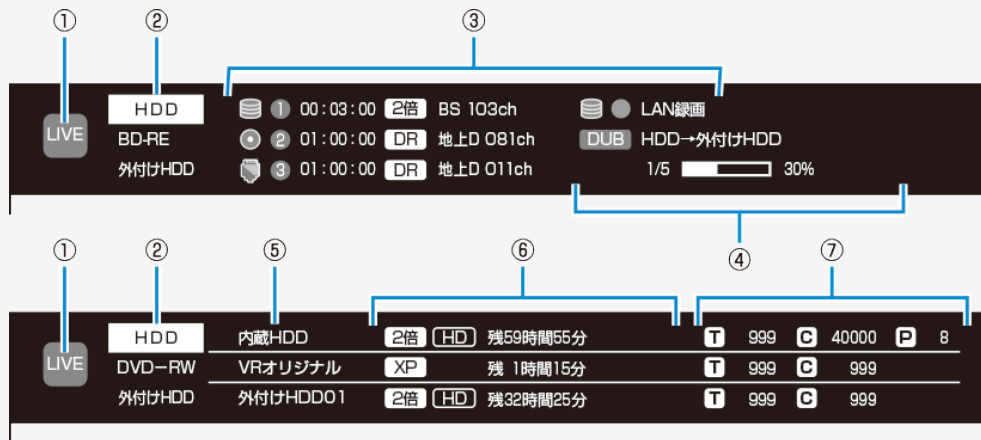 ① ② ③
LIVE
HDD
BD-RE
外付けHDD
1 00:03:00 2倍 BS 103ch
2 01:00:00 DR 地上D 081ch
3 01:00:00 DR 地上D 011ch
LAN録画
DUB HDD→外付けHDD
1/5 30%
④
① ② ⑤ ⑥ ⑦
LIVE
HDD 内蔵HDD 2倍 HD 残59時間55分 T 999 C 40000 P 8
DVD-RW VRオリジナル XP 残 1時間15分 T 999 C 999
外付けHDD 外付けHDD01 2倍 HD 残32時間25分 T 999 C 999